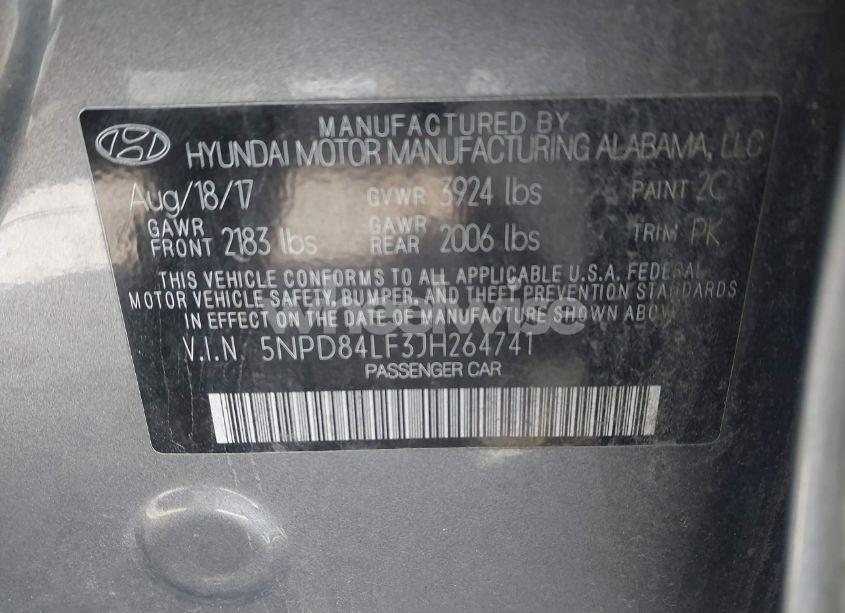 MANUFACTURED BY
HYUNDAI MOTOR MANUFACTURING ALABAMA, LLC
Aug/18/17 GVWR 3924 lbs PAINT 2C
GAWR FRONT 2183 lbs GAWR REAR 2006 lbs TRIM PK
THIS VEHICLE CONFORMS TO ALL APPLICABLE U.S.A. FEDERAL
MOTOR VEHICLE SAFETY, BUMPER, AND THEFT PREVENTION STANDARDS
IN EFFECT ON THE DATE OF MANUFACTURE SHOWN ABOVE.
wheelwise
V.I.N 5NPD84LF3JH264741
PASSENGER CAR